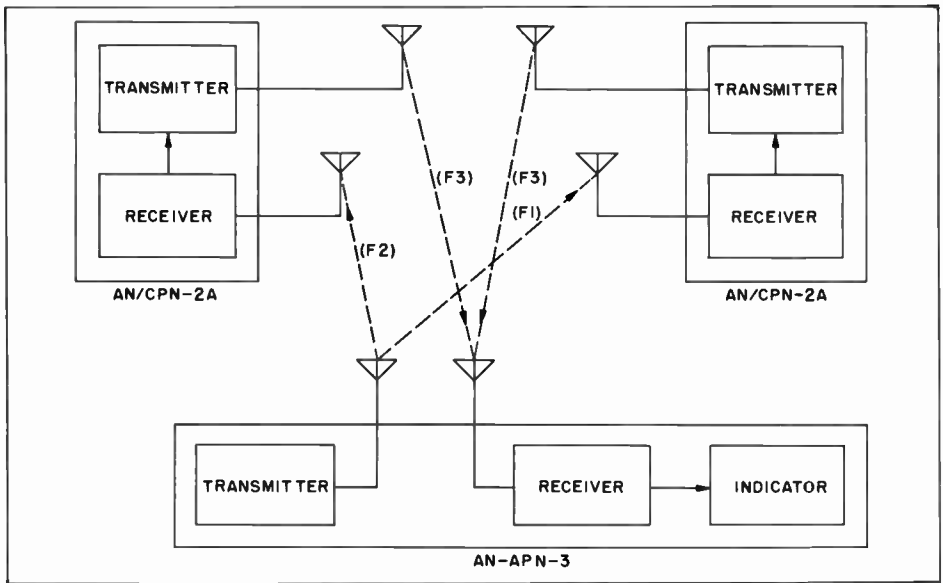 TRANSMITTER
TRANSMITTER
(F3)
(F3)
RECEIVER
(F1)
RECEIVER
(F2)
AN/CPN-2A
AN/CPN-2A
TRANSMITTER
RECEIVER
INDICATOR
AN-APN-3